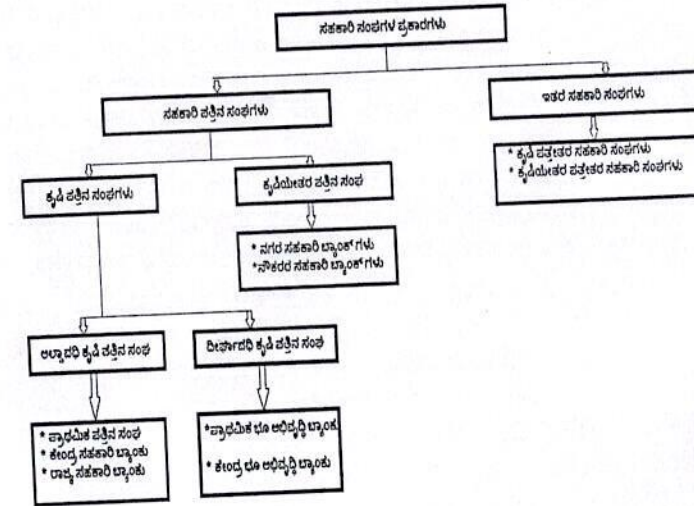 ಸಹಕಾರಿ ಸಂಘಗಳ ಪ್ರಕಾರಗಳು
ಸಹಕಾರಿ ಪತ್ತಿನ ಸಂಘಗಳು
ಇತರ ಸಹಕಾರಿ ಸಂಘಗಳು
* ಕೃಷಿ ಪತ್ತೇತರ ಸಹಕಾರಿ ಸಂಘಗಳು
* ಕೃಷಿಯೇತರ ಪತ್ತೇತರ ಸಹಕಾರಿ ಸಂಘಗಳು
ಕೃಷಿ ಪತ್ತಿನ ಸಂಘಗಳು
ಕೃಷಿಯೇತರ ಪತ್ತಿನ ಸಂಘ
* ನಗರ ಸಹಕಾರಿ ಬ್ಯಾಂಕ್ ಗಳು
*ನೌಕರರ ಸಹಕಾರಿ ಬ್ಯಾಂಕ್ ಗಳು
ಅಲ್ಪಾವಧಿ ಕೃಷಿ ಪತ್ತಿನ ಸಂಘ
ದೀರ್ಘಾವಧಿ ಕೃಷಿ ಪತ್ತಿನ ಸಂಘ
* ಪ್ರಾಥಮಿಕ ಪತ್ತಿನ ಸಂಘ
* ಕೇಂದ್ರ ಸಹಕಾರಿ ಬ್ಯಾಂಕು
* ರಾಜ್ಯ ಸಹಕಾರಿ ಬ್ಯಾಂಕು
*ಪ್ರಾಥಮಿಕ ಭೂ ಅಭಿವೃದ್ಧಿ ಬ್ಯಾಂಕು
* ಕೇಂದ್ರ ಭೂ ಅಭಿವೃದ್ಧಿ ಬ್ಯಾಂಕು